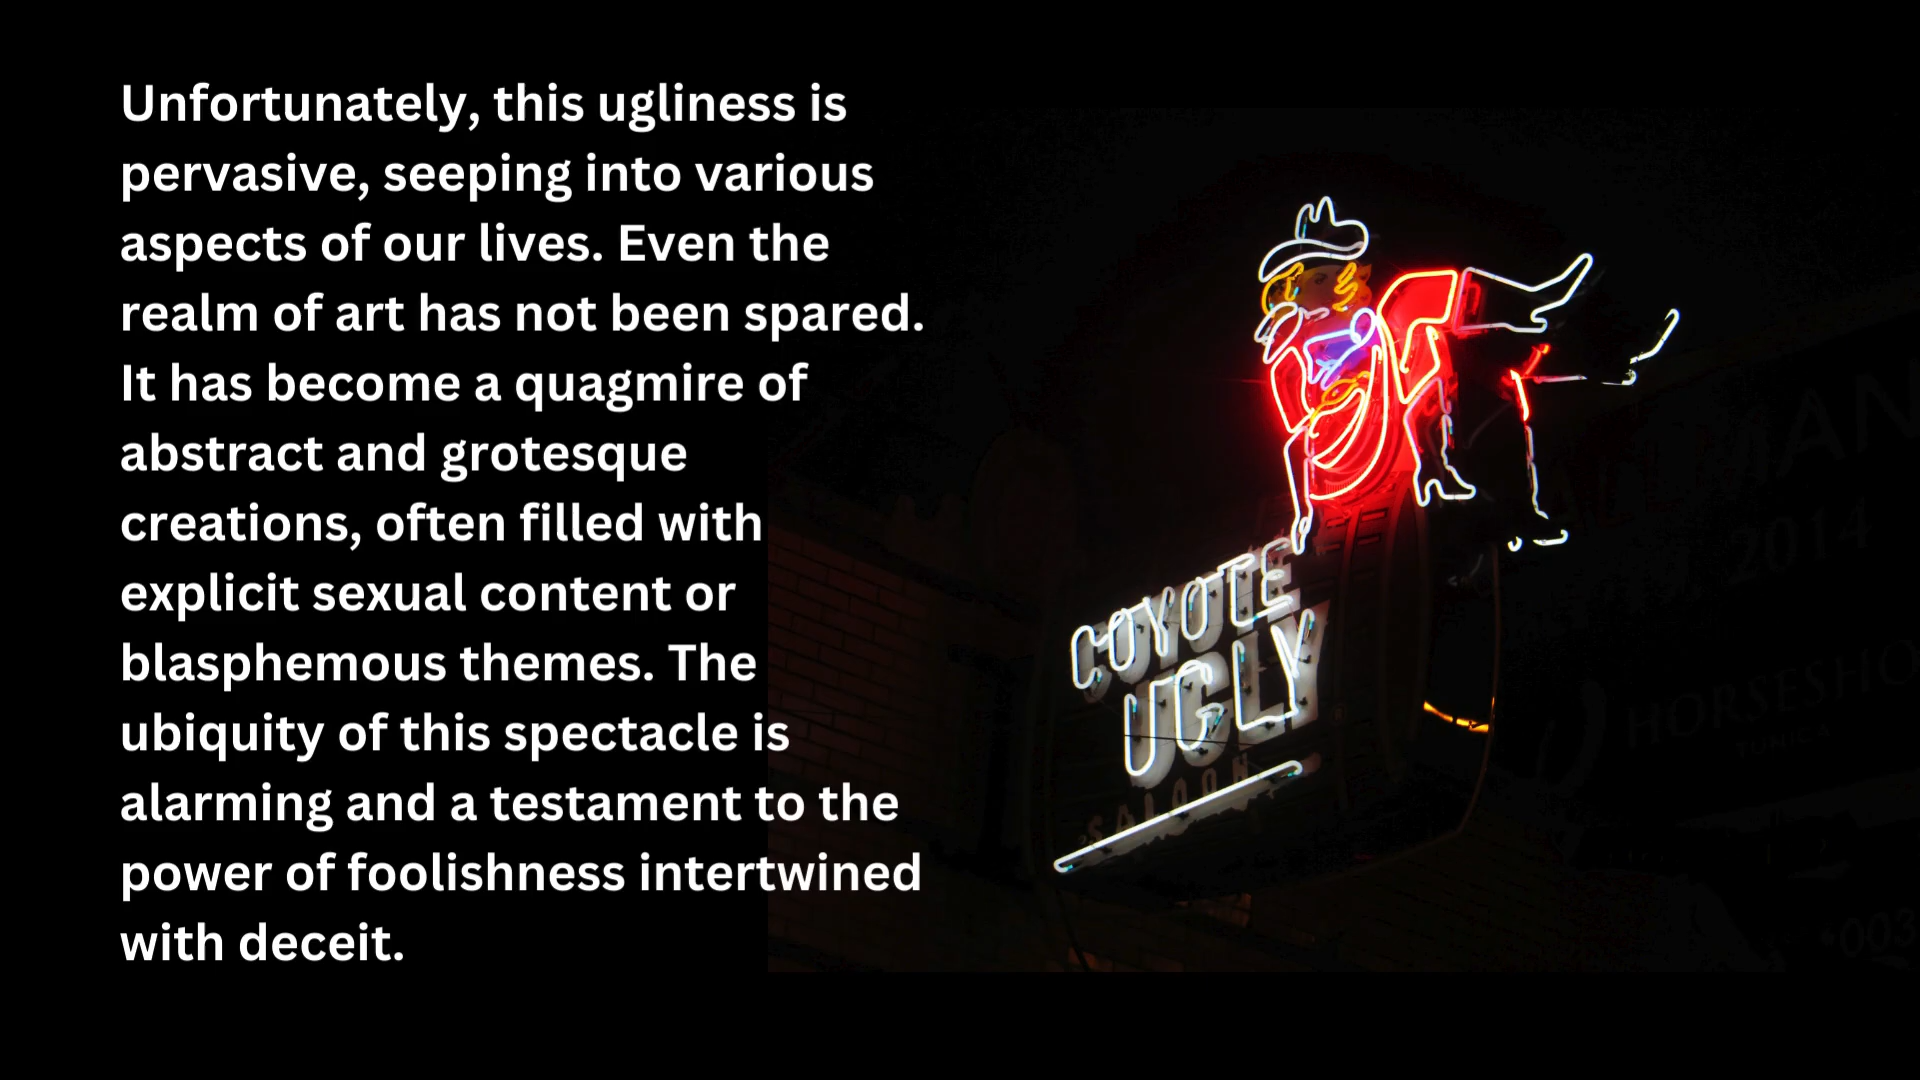 Unfortunately, this ugliness is
pervasive, seeping into various
aspects of our lives. Even the
realm of art has not been spared.
It has become a quagmire of
abstract and grotesque
creations, often filled with
explicit sexual content or
blasphemous themes. The
ubiquity of this spectacle is
alarming and a testament to the
power of foolishness intertwined
with deceit.
COYOTE
UGLY
SALOON
2014
TUNICA